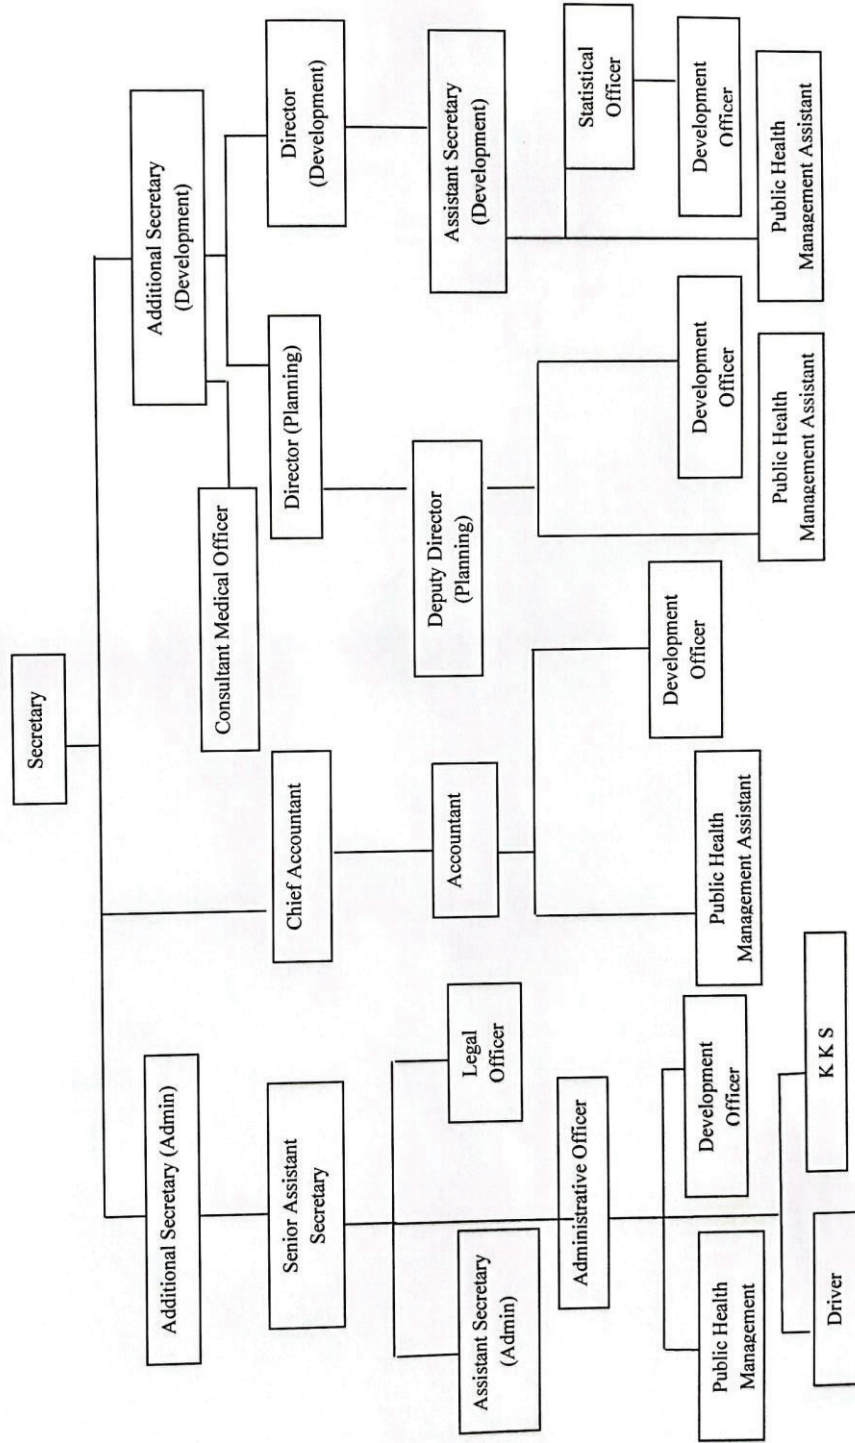 Secretary
Additional Secretary (Admin)
Additional Secretary
(Development)
Consultant Medical Officer
Senior Assistant
Secretary
Chief Accountant
Director (Planning)
Director
(Development)
Assistant Secretary
(Admin)
Legal
Officer
Accountant
Deputy Director
(Planning)
Assistant Secretary
(Development)
Administrative Officer
Statistical
Officer
Public Health
Management
Development
Officer
Public Health
Management Assistant
Development
Officer
Development
Officer
Development
Officer
Driver
K K S
Public Health
Management Assistant
Public Health
Management Assistant